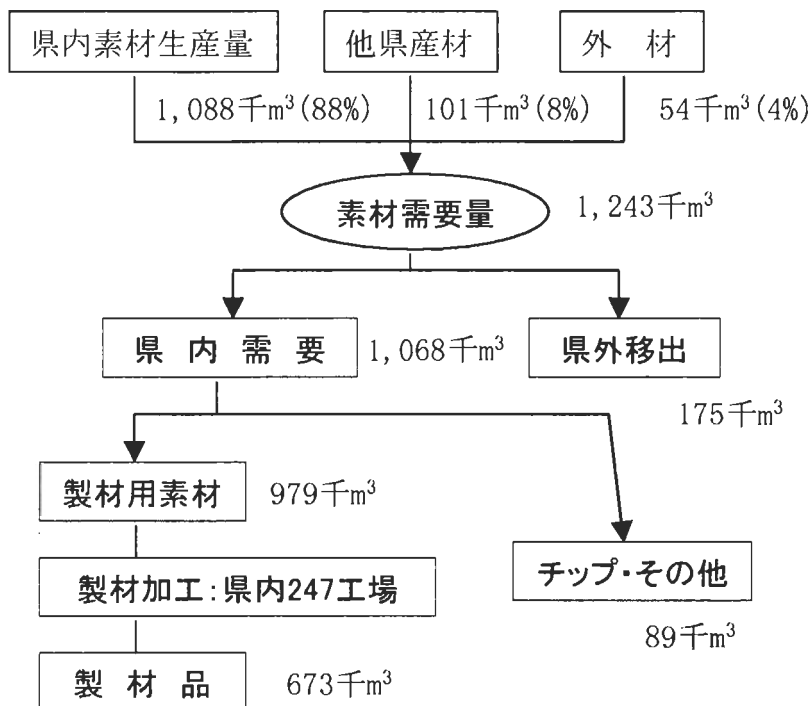 県内素材生産量 他県産材 外材
1,088千m³(88%) 101千m³(8%) 54千m³(4%)
素材需要量 1,243千m³
県内需要 1,068千m³ 県外移出
175千m³
製材用素材 979千m³
チップ・その他
製材加工:県内247工場
89千m³
製材品 673千m³